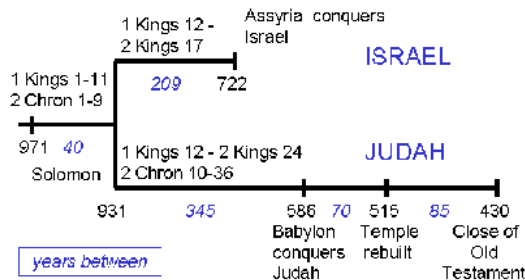 1 Kings 12 -
2 Kings 17
Assyria conquers
Israel
ISRAEL
1 Kings 1-11
2 Chron 1-9
209
722
971
40
Solomon
1 Kings 12 - 2 Kings 24
2 Chron 10-36
JUDAH
931
345
586
70
515
85
430
Babylon
conquers
Judah
Temple
rebuilt
Close of
Old
Testament
years between